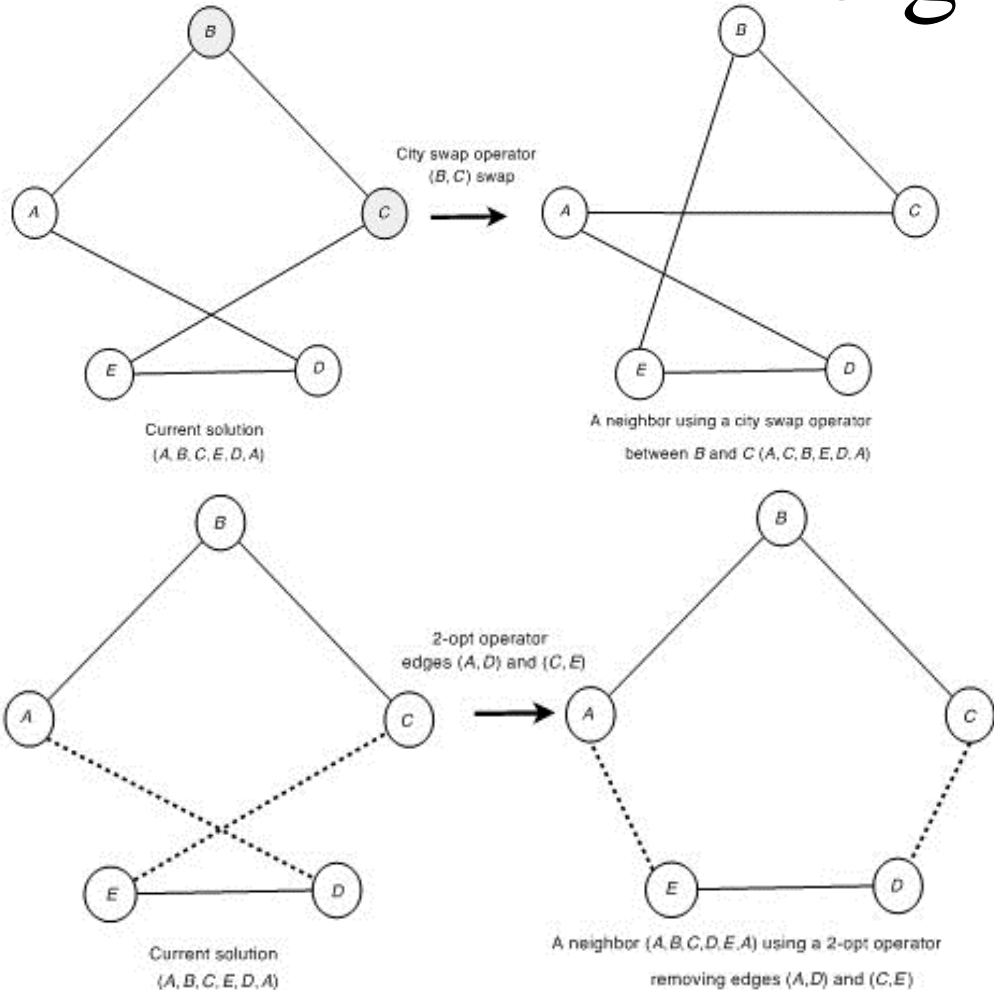 g
B
City swap operator
(B, C) swap
A
C
E
D
Current solution
(A, B, C, E, D, A)
B
A
C
E
D
A neighbor using a city swap operator
between B and C (A, C, B, E, D. A)
B
2-opt operator
edges (A, D) and (C, E)
A
C
E
D
Current solution
(A, B, C, E, D, A)
B
A
C
E
D
A neighbor (A, B, C, D, E, A) using a 2-opt operator
removing edges (A,D) and (C,E)